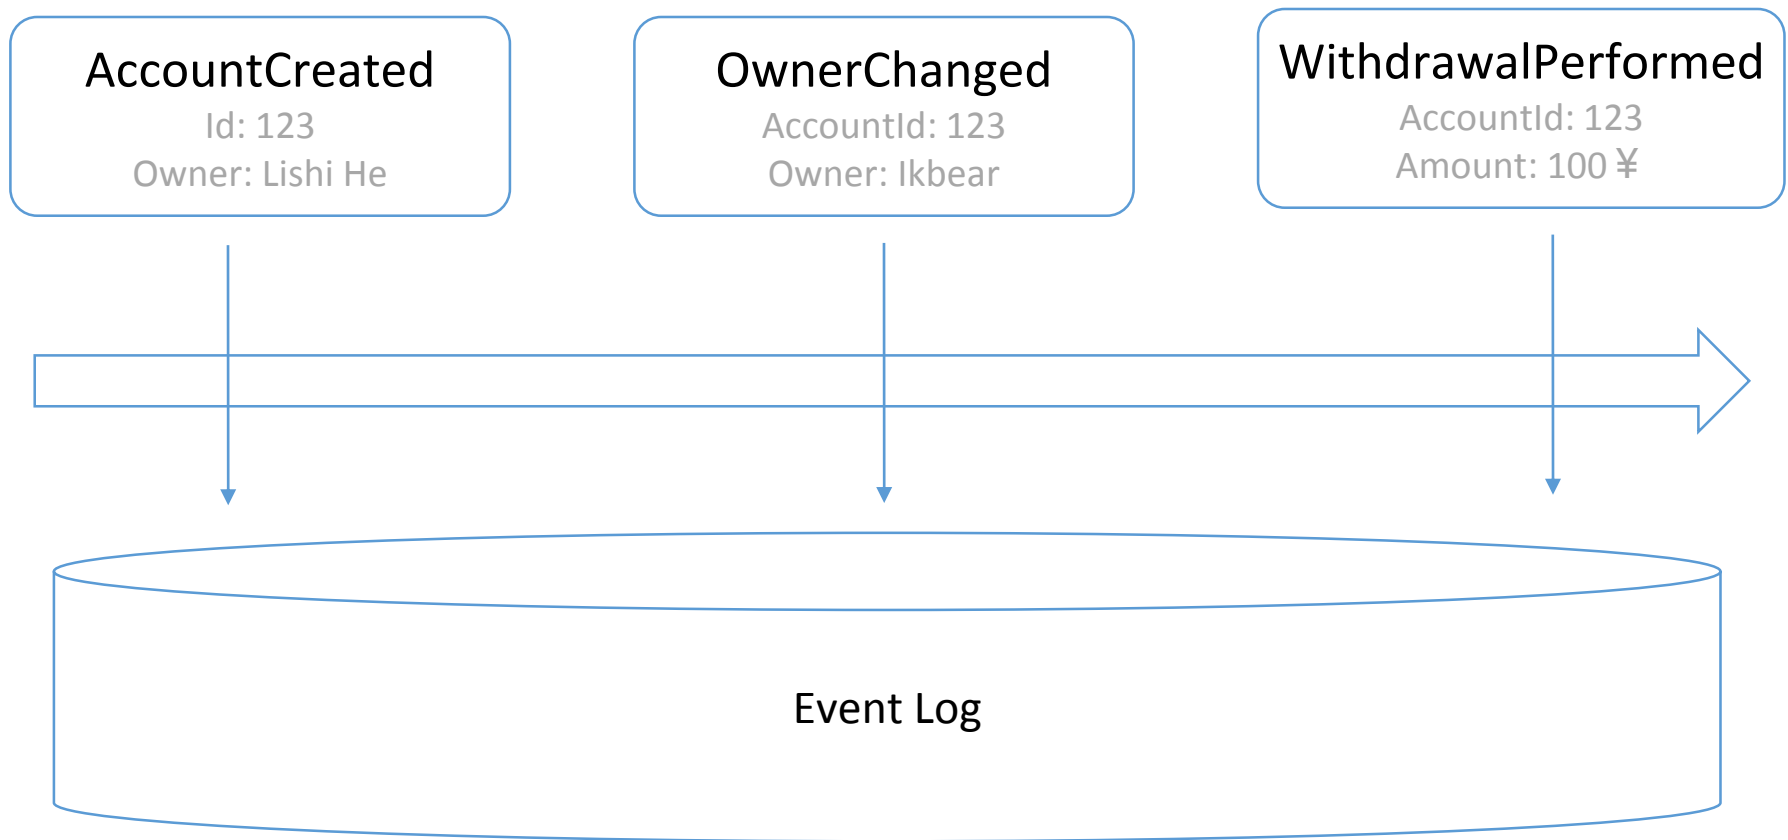 AccountCreated
Id: 123
Owner: Lishi He
OwnerChanged
AccountId: 123
Owner: Ikbear
WithdrawalPerformed
AccountId: 123
Amount: 100 ¥
Event Log